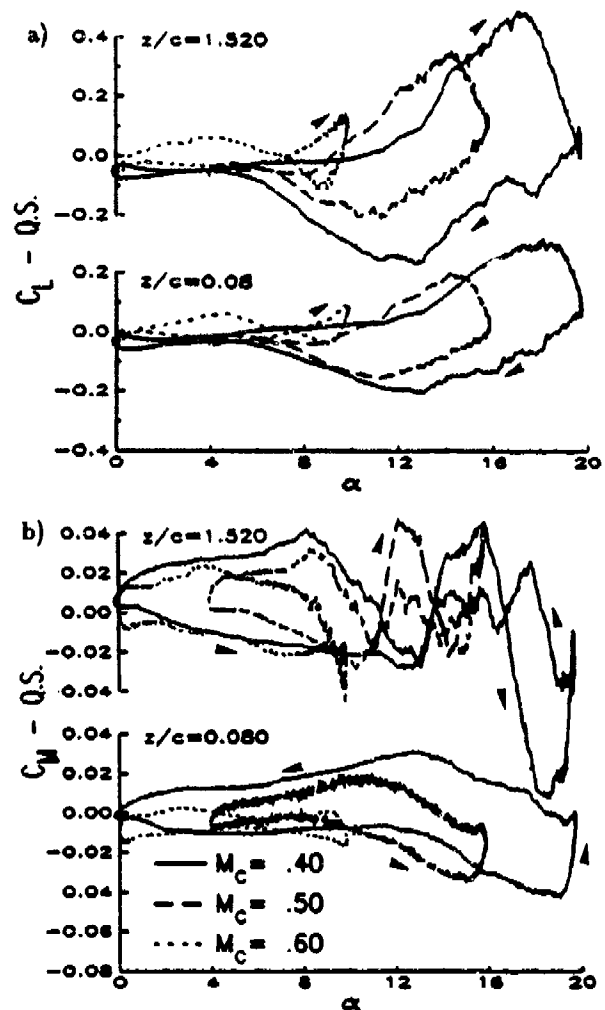 a)
0.4
z/c=1.520
0.2
0.0
-0.2
C_L - Q.S.
0.2
z/c=0.08
0.0
-0.2
-0.4
0 4 8 12 16 20
α
b)
0.04
z/c=1.520
0.02
0.00
-0.02
0.04
C_M - Q.S.
z/c=0.080
0.02
0.00
-0.02
-0.04
-0.06
-0.08
M_C= .40
M_C= .50
M_C= .60
0 4 8 12 16 20
α